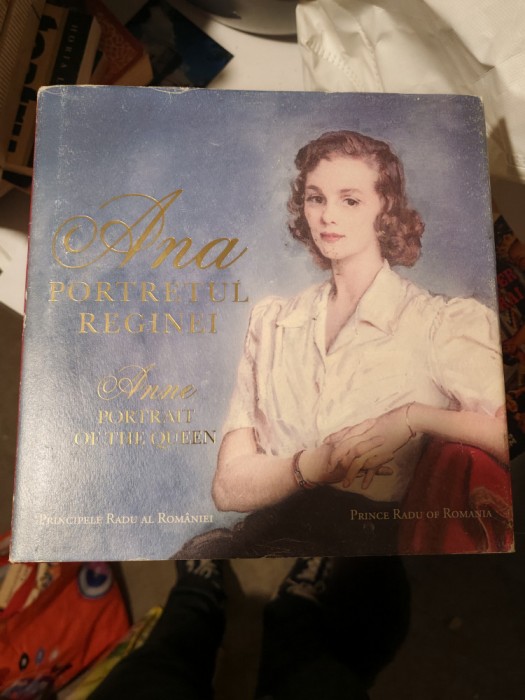 Ana
PORTRETUL
REGINEI
Anne
PORTRAIT
OF THE QUEEN
PRINCIPELE RADU AL ROMÂNIEI
PRINCE RADU OF ROMANIA